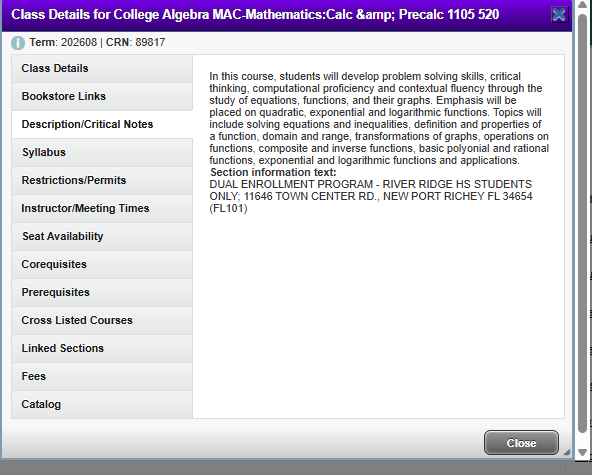 Class Details for College Algebra MAC-Mathematics:Calc &amp; Precalc 1105 520
Term: 202608 | CRN: 89817
Class Details
Bookstore Links
Description/Critical Notes
Syllabus
Restrictions/Permits
Instructor/Meeting Times
Seat Availability
Corequisites
Prerequisites
Cross Listed Courses
Linked Sections
Fees
Catalog
In this course, students will develop problem solving skills, critical
thinking, computational proficiency and contextual fluency through the
study of equations, functions, and their graphs. Emphasis will be
placed on quadratic, exponential and logarithmic functions. Topics will
include solving equations and inequalities, definition and properties of
a function, domain and range, transformations of graphs, operations on
functions, composite and inverse functions, basic polyonial and rational
functions, exponential and logarithmic functions and applications.
Section information text:
DUAL ENROLLMENT PROGRAM - RIVER RIDGE HS STUDENTS
ONLY; 11646 TOWN CENTER RD., NEW PORT RICHEY FL 34654
(FL101)
Close